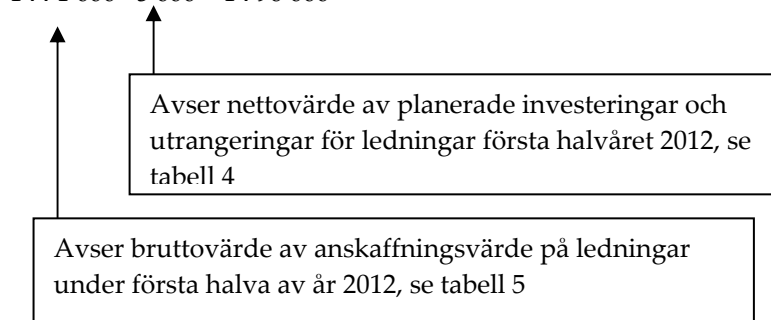 Avser nettovärde av planerade investeringar och
utrangeringar för ledningar första halvåret 2012, se
tabell 4
Avser bruttovärde av anskaffningsvärde på ledningar
under första halva av år 2012, se tabell 5